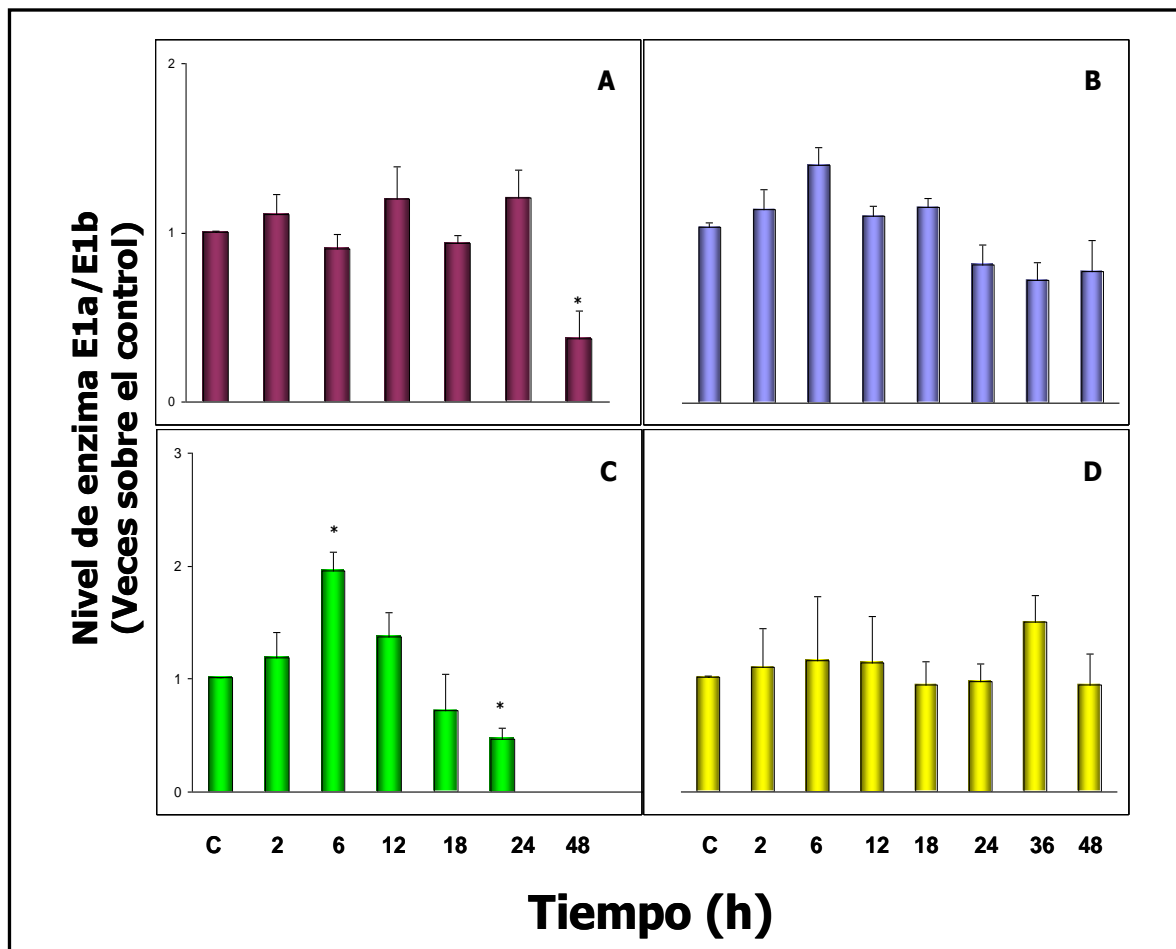 Nivel de enzima E1a/E1b
(Veces sobre el control)
2
1
0
A
*
B
3
2
1
0
C
*
*
D
C 2 6 12 18 24 48
C 2 6 12 18 24 36 48
Tiempo (h)